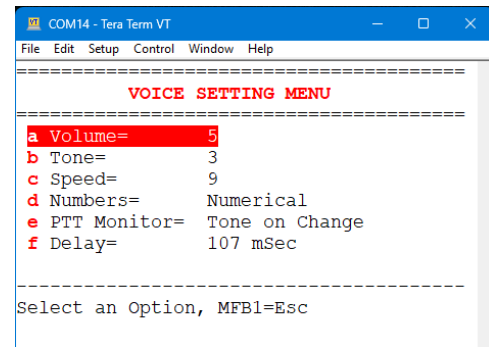 COM14 - Tera Term VT
File Edit Setup Control Window Help
========================================
VOICE SETTING MENU
========================================
a Volume= 5
b Tone= 3
c Speed= 9
d Numbers= Numerical
e PTT Monitor= Tone on Change
f Delay= 107 mSec
----------------------------------------
Select an Option, MFB1=Esc